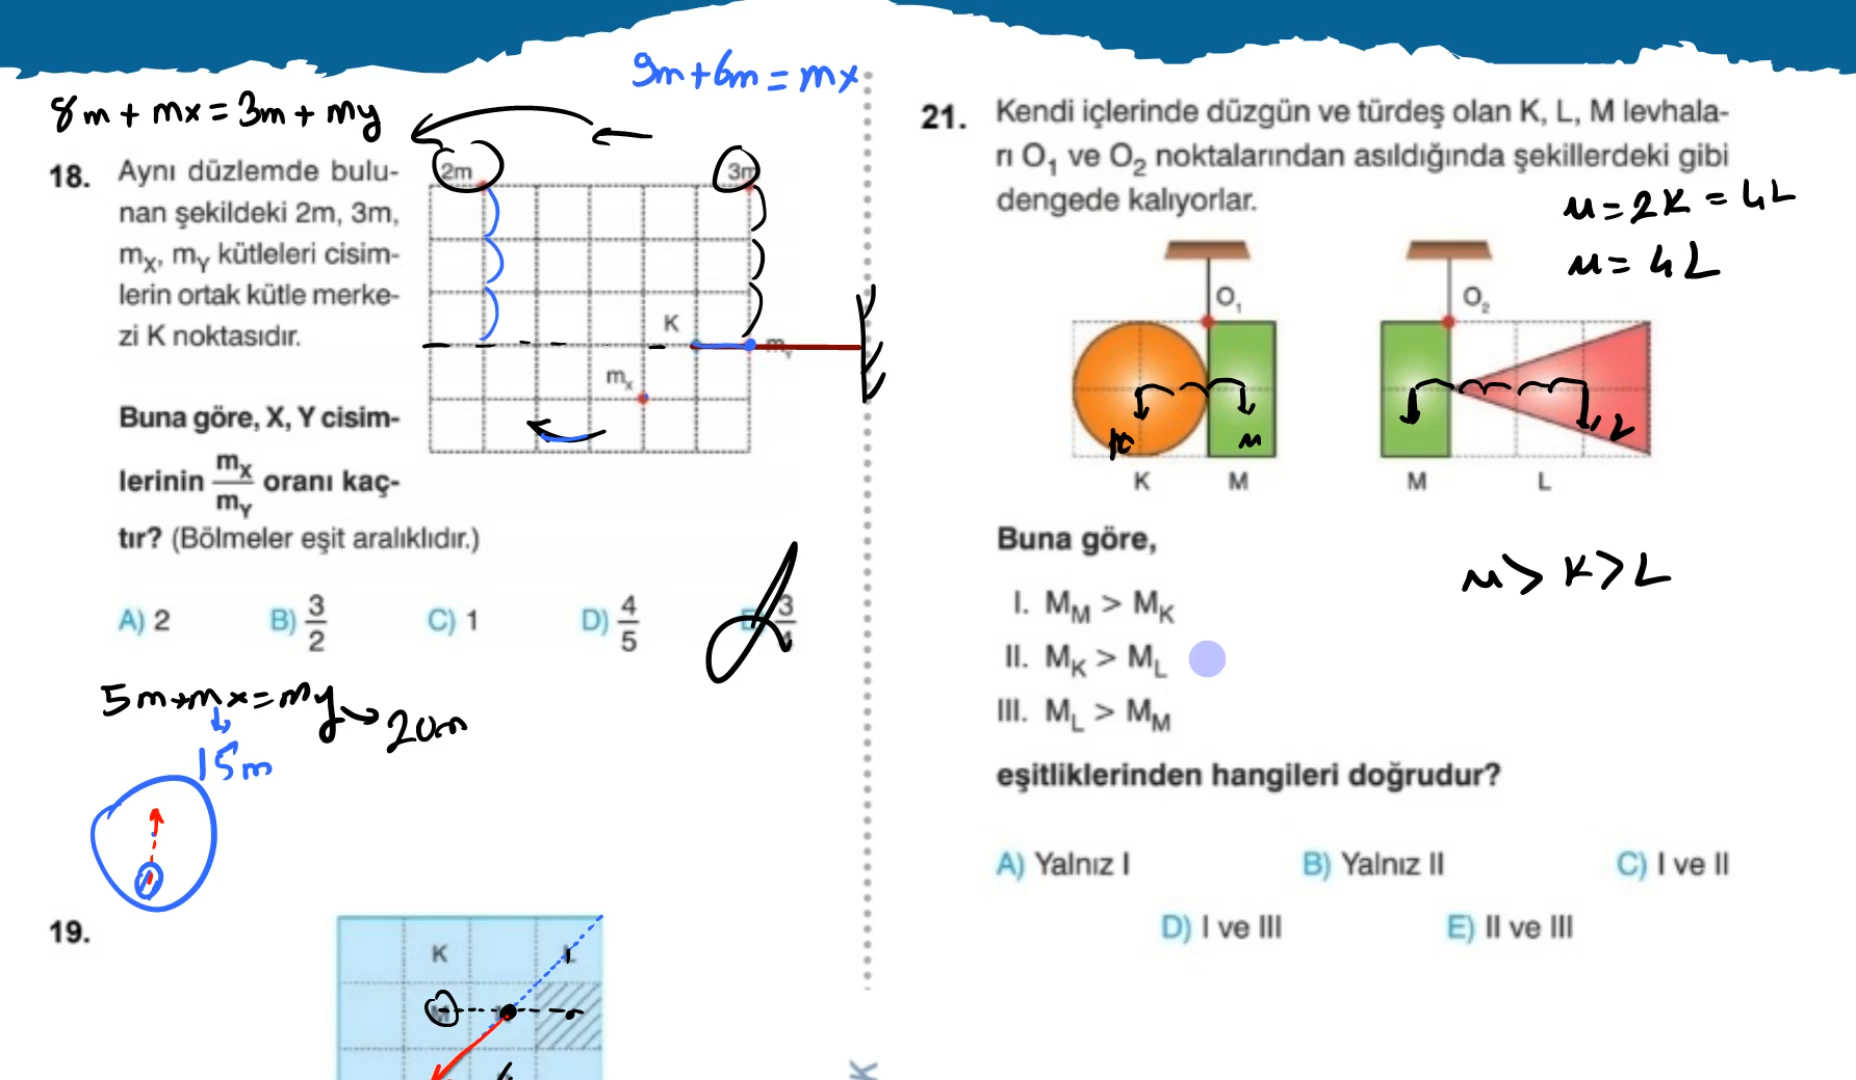 9m+6m=mx
8m+mx=3m+my
18. Aynı düzlemde bulu-
nan şekildeki 2m, 3m,
mX, mY kütleleri cisim-
lerin ortak kütle merke-
zi K noktasıdır.
2m
3m
K
mY
mX
Buna göre, X, Y cisim-
lerinin mX/mY oranı kaç-
tır? (Bölmeler eşit aralıklıdır.)
A) 2 B) 3/2 C) 1 D) 4/5 E) 3/4
5m+mx=my → 20m
15m
19.
K
L
21. Kendi içlerinde düzgün ve türdeş olan K, L, M levhala-
rı O1 ve O2 noktalarından asıldığında şekillerdeki gibi
dengede kalıyorlar.
M=2K=4L
M=4L
O1
O2
K M
K M M L
L
Buna göre,
I. MM > MK
II. MK > ML
III. ML > MM
M>K>L
eşitliklerinden hangileri doğrudur?
A) Yalnız I B) Yalnız II C) I ve II
D) I ve III E) II ve III
K